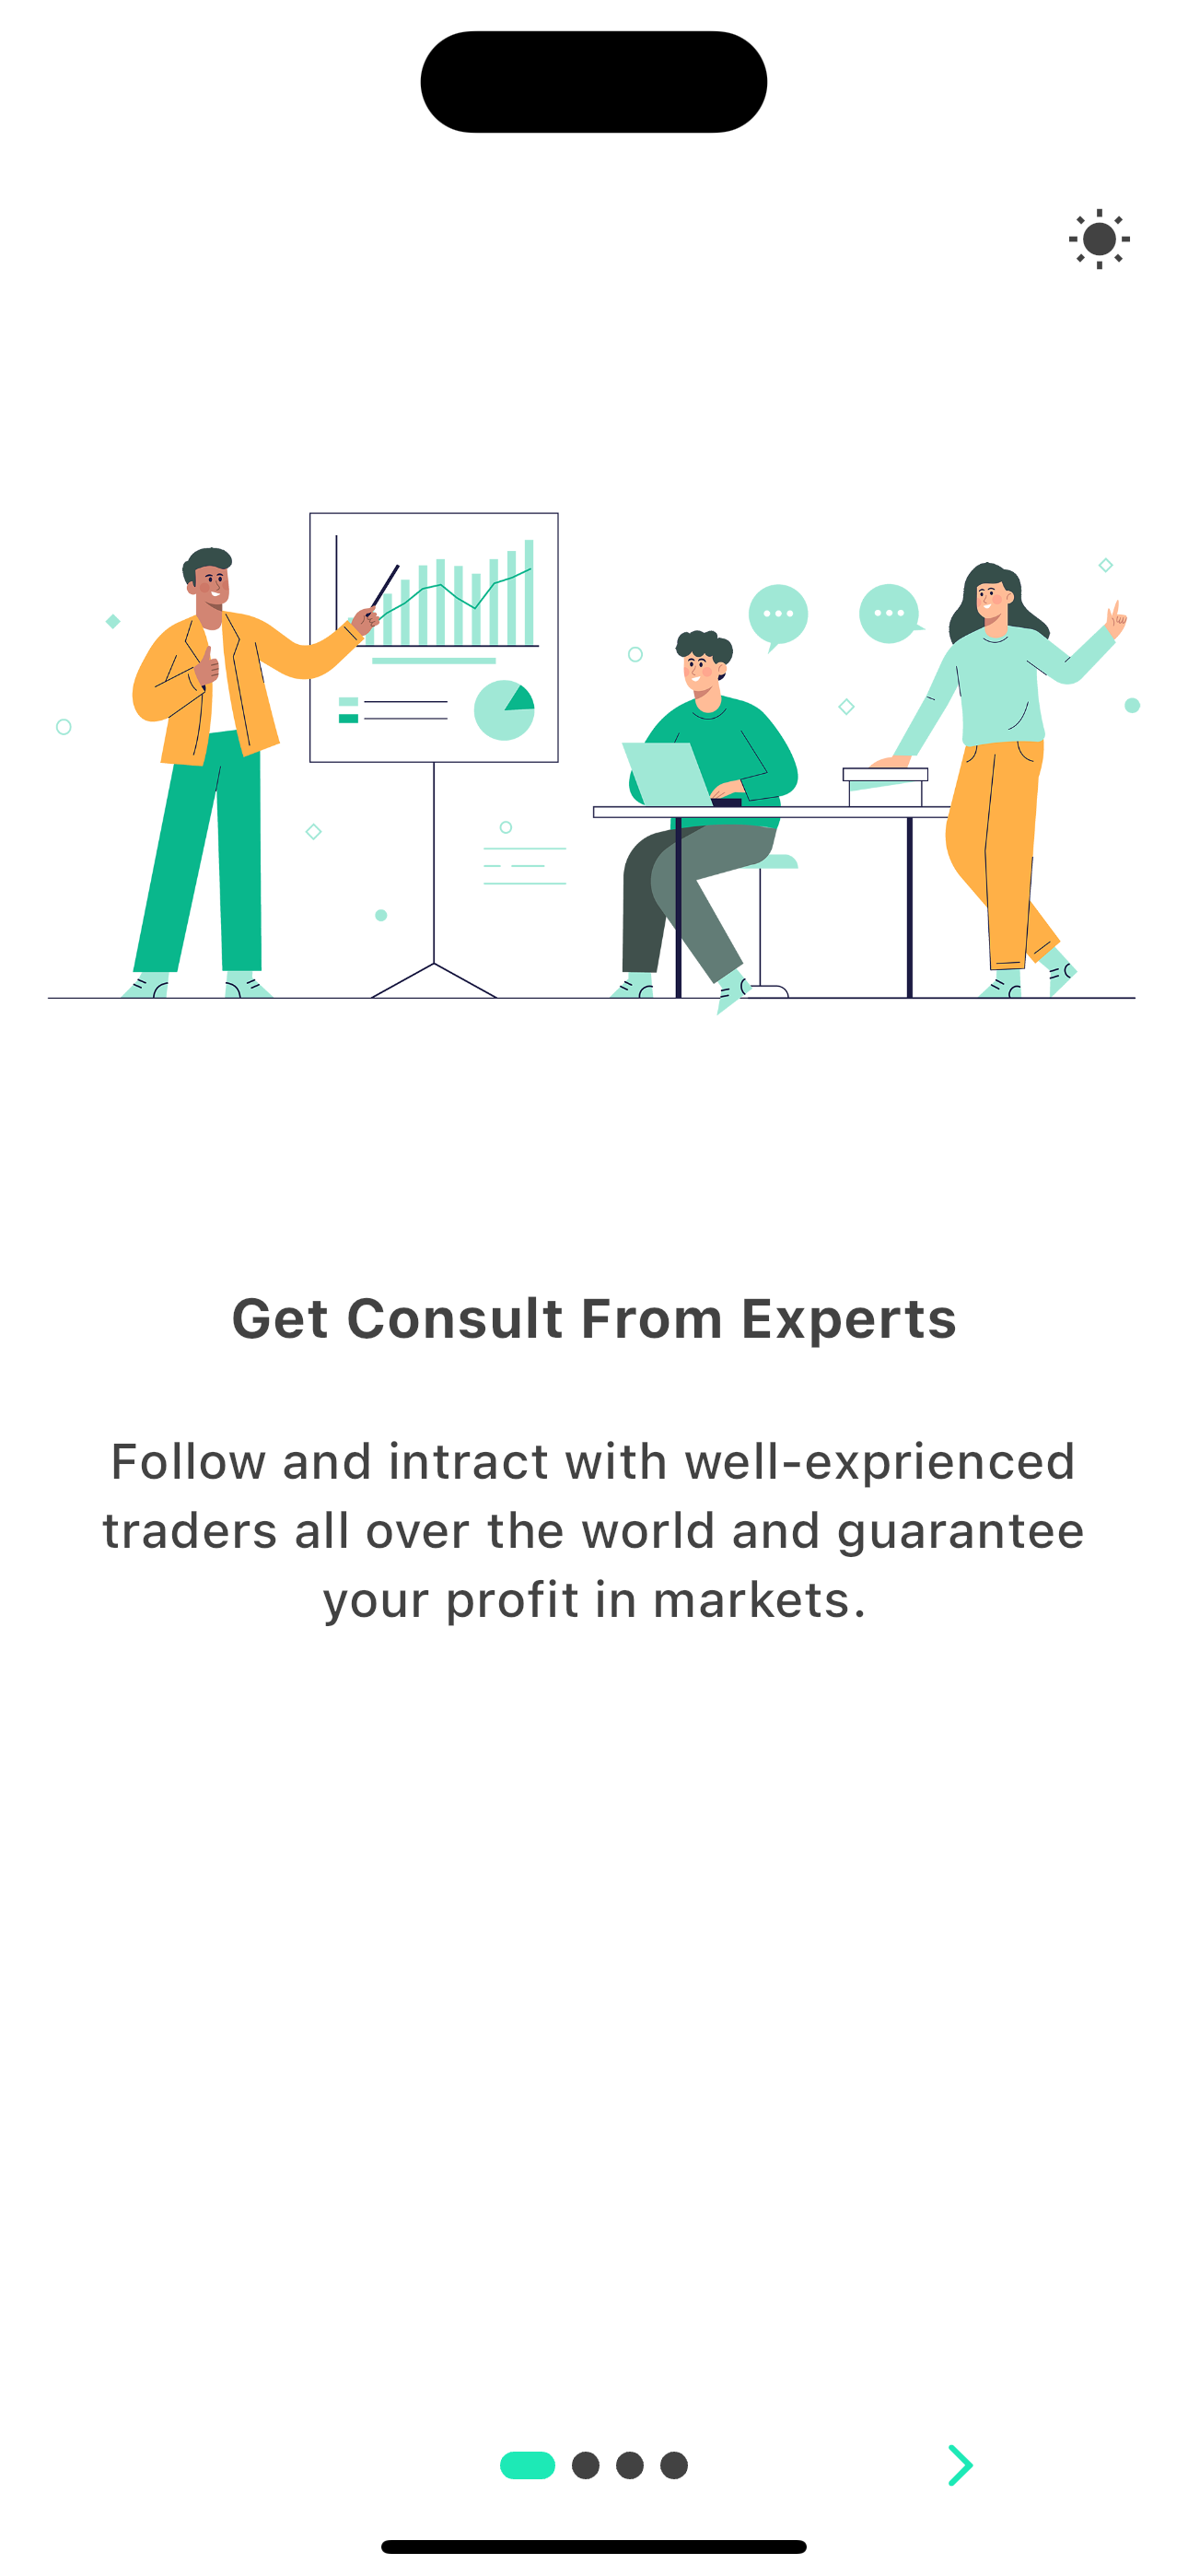 Get Consult From Experts
Follow and intract with well-exprienced
traders all over the world and guarantee
your profit in markets.